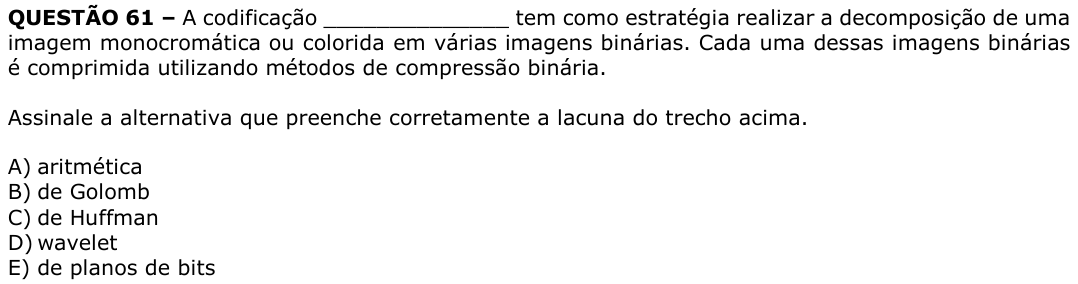 QUESTÃO 61 – A codificação _________________ tem como estratégia realizar a decomposição de uma
imagem monocromática ou colorida em várias imagens binárias. Cada uma dessas imagens binárias
é comprimida utilizando métodos de compressão binária.
Assinale a alternativa que preenche corretamente a lacuna do trecho acima.
A) aritmética
B) de Golomb
C) de Huffman
D) wavelet
E) de planos de bits